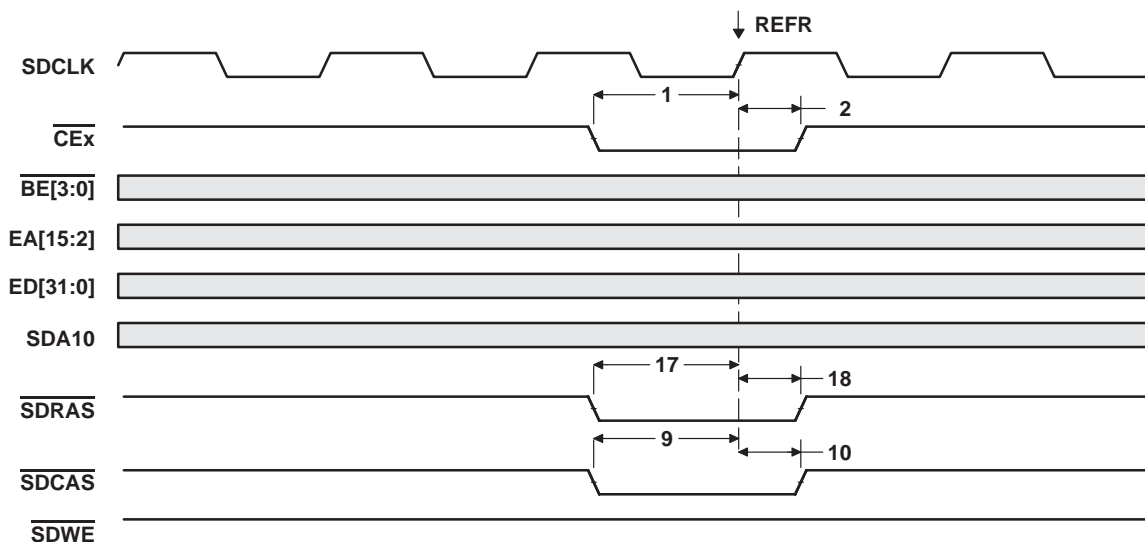 REFR
SDCLK
1
2
CEx
BE[3:0]
EA[15:2]
ED[31:0]
SDA10
17
18
SDRAS
9
10
SDCAS
SDWE